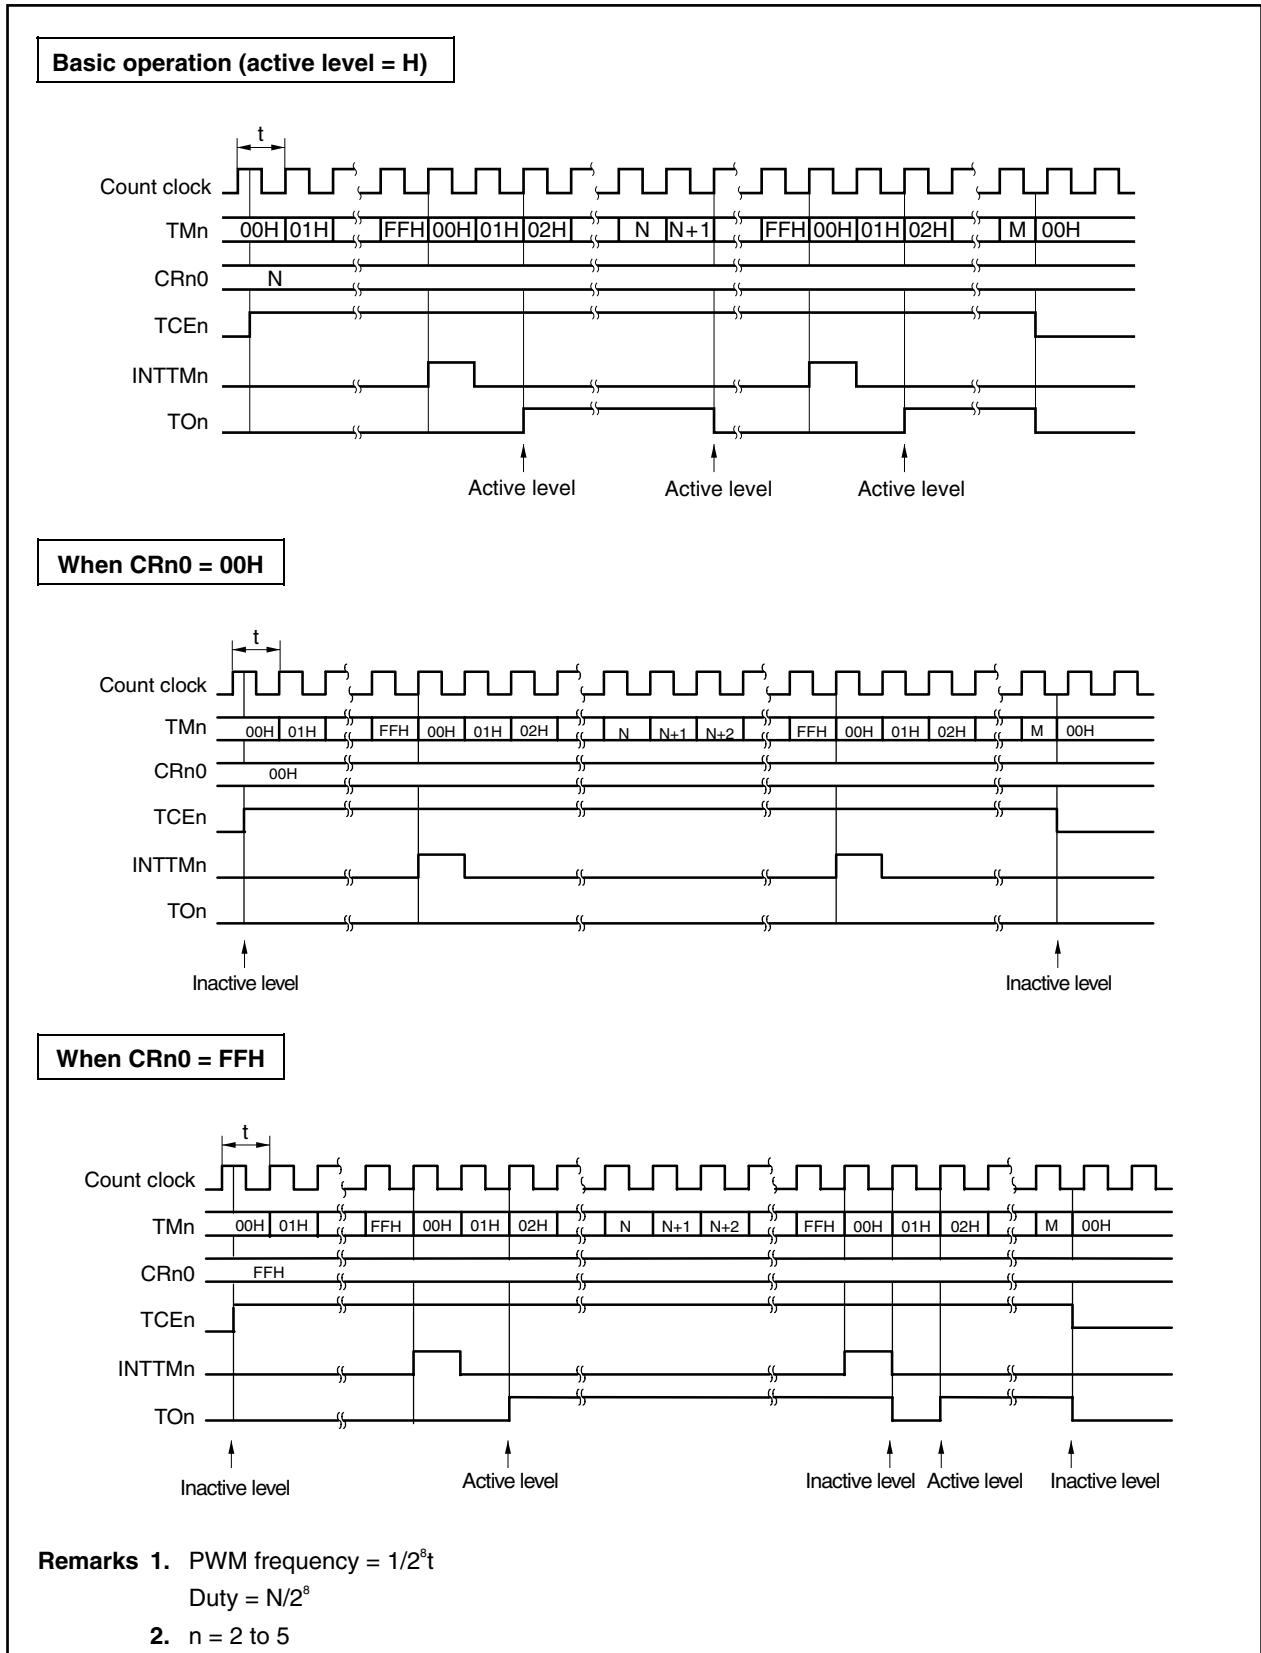 Basic operation (active level = H)
t
Count clock
TMn 00H 01H FFH 00H 01H 02H N N+1 FFH 00H 01H 02H M 00H
CRn0 N
TCEn
INTTMn
TOn
Active level Active level Active level
When CRn0 = 00H
t
Count clock
TMn 00H 01H FFH 00H 01H 02H N N+1 N+2 FFH 00H 01H 02H M 00H
CRn0 00H
TCEn
INTTMn
TOn
Inactive level Inactive level
When CRn0 = FFH
t
Count clock
TMn 00H 01H FFH 00H 01H 02H N N+1 N+2 FFH 00H 01H 02H M 00H
CRn0 FFH
TCEn
INTTMn
TOn
Inactive level Active level Inactive level Active level Inactive level
Remarks 1. PWM frequency = 1/2⁸t
Duty = N/2⁸
2. n = 2 to 5